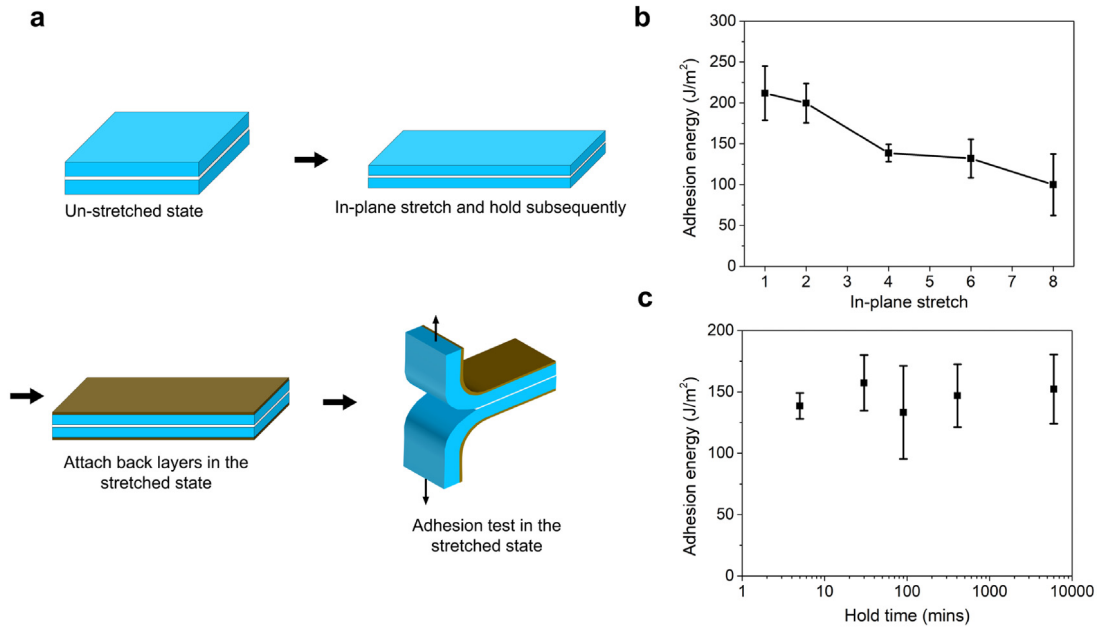 a
Un-stretched state
In-plane stretch and hold subsequently
Attach back layers in the
stretched state
Adhesion test in the
stretched state
b
Adhesion energy (J/m²)
300
250
200
150
100
50
0
1 2 3 4 5 6 7 8
In-plane stretch
c
Adhesion energy (J/m²)
200
150
100
50
0
1 10 100 1000 10000
Hold time (mins)